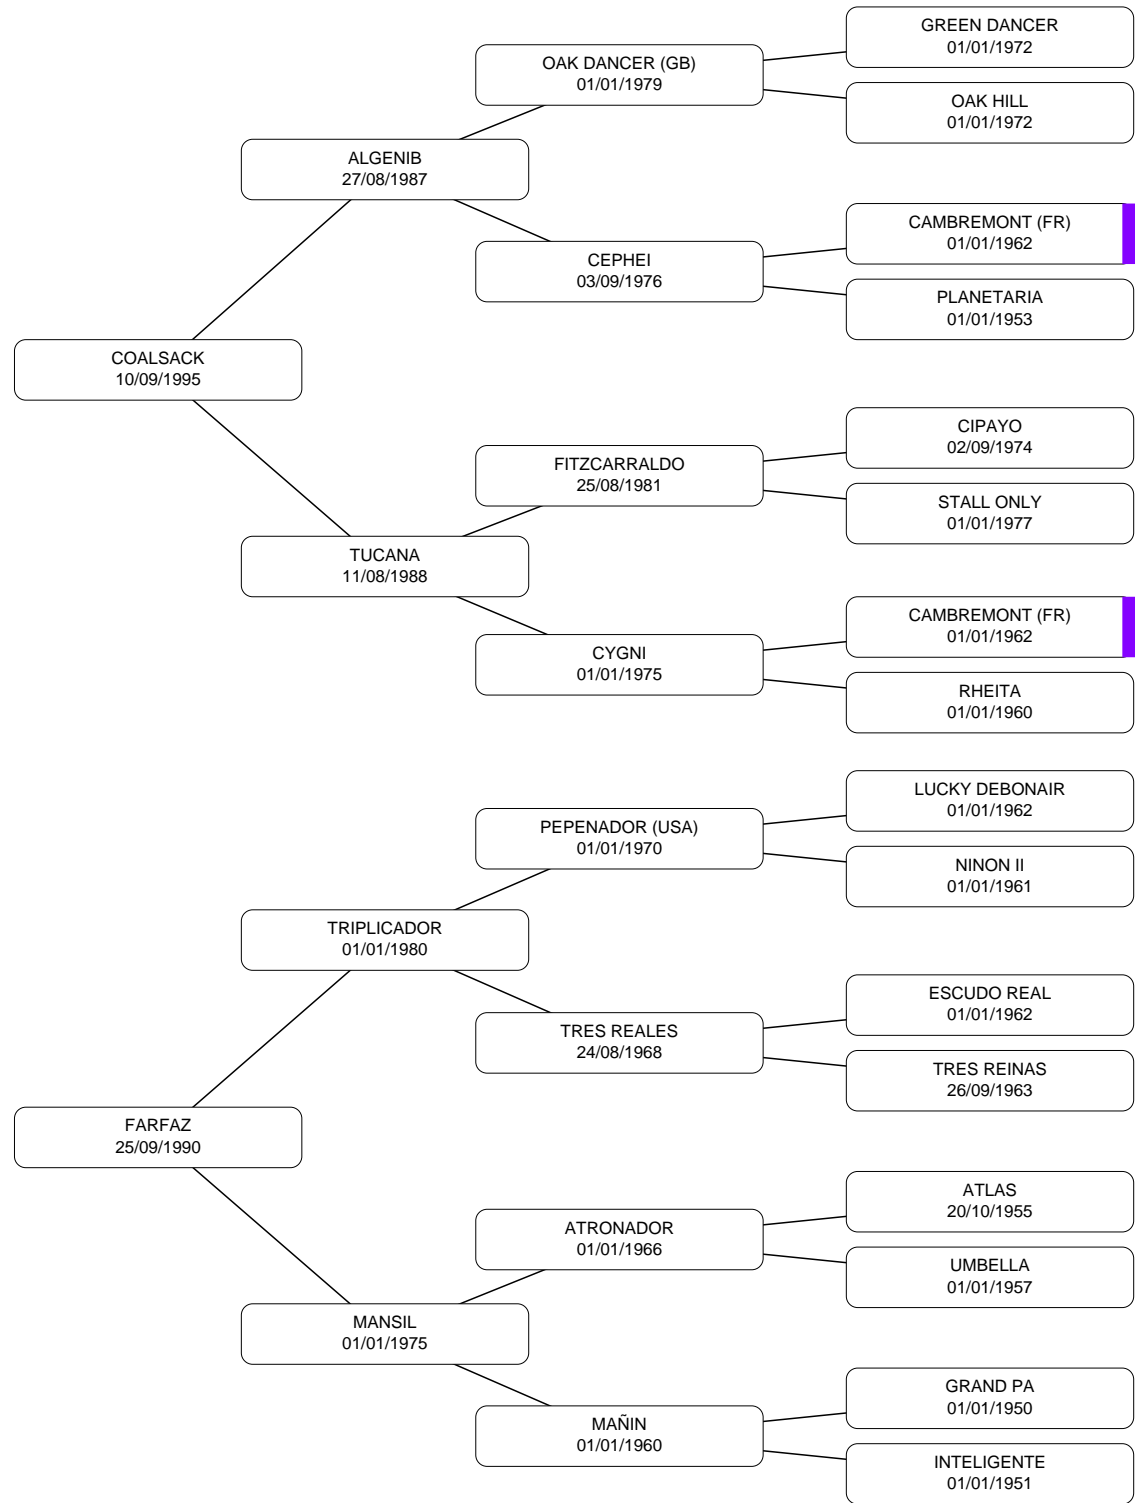 GREEN DANCER
01/01/1972
OAK DANCER (GB)
01/01/1979
OAK HILL
01/01/1972
ALGENIB
27/08/1987
CAMBREMONT (FR)
01/01/1962
CEPHEI
03/09/1976
PLANETARIA
01/01/1953
COALSACK
10/09/1995
CIPAYO
02/09/1974
FITZCARRALDO
25/08/1981
STALL ONLY
01/01/1977
TUCANA
11/08/1988
CAMBREMONT (FR)
01/01/1962
CYGNI
01/01/1975
RHEITA
01/01/1960
LUCKY DEBONAIR
01/01/1962
PEPENADOR (USA)
01/01/1970
NINON II
01/01/1961
TRIPLICADOR
01/01/1980
ESCUDO REAL
01/01/1962
TRES REALES
24/08/1968
TRES REINAS
26/09/1963
FARFAZ
25/09/1990
ATLAS
20/10/1955
ATRONADOR
01/01/1966
UMBELLA
01/01/1957
MANSIL
01/01/1975
GRAND PA
01/01/1950
MAÑIN
01/01/1960
INTELIGENTE
01/01/1951